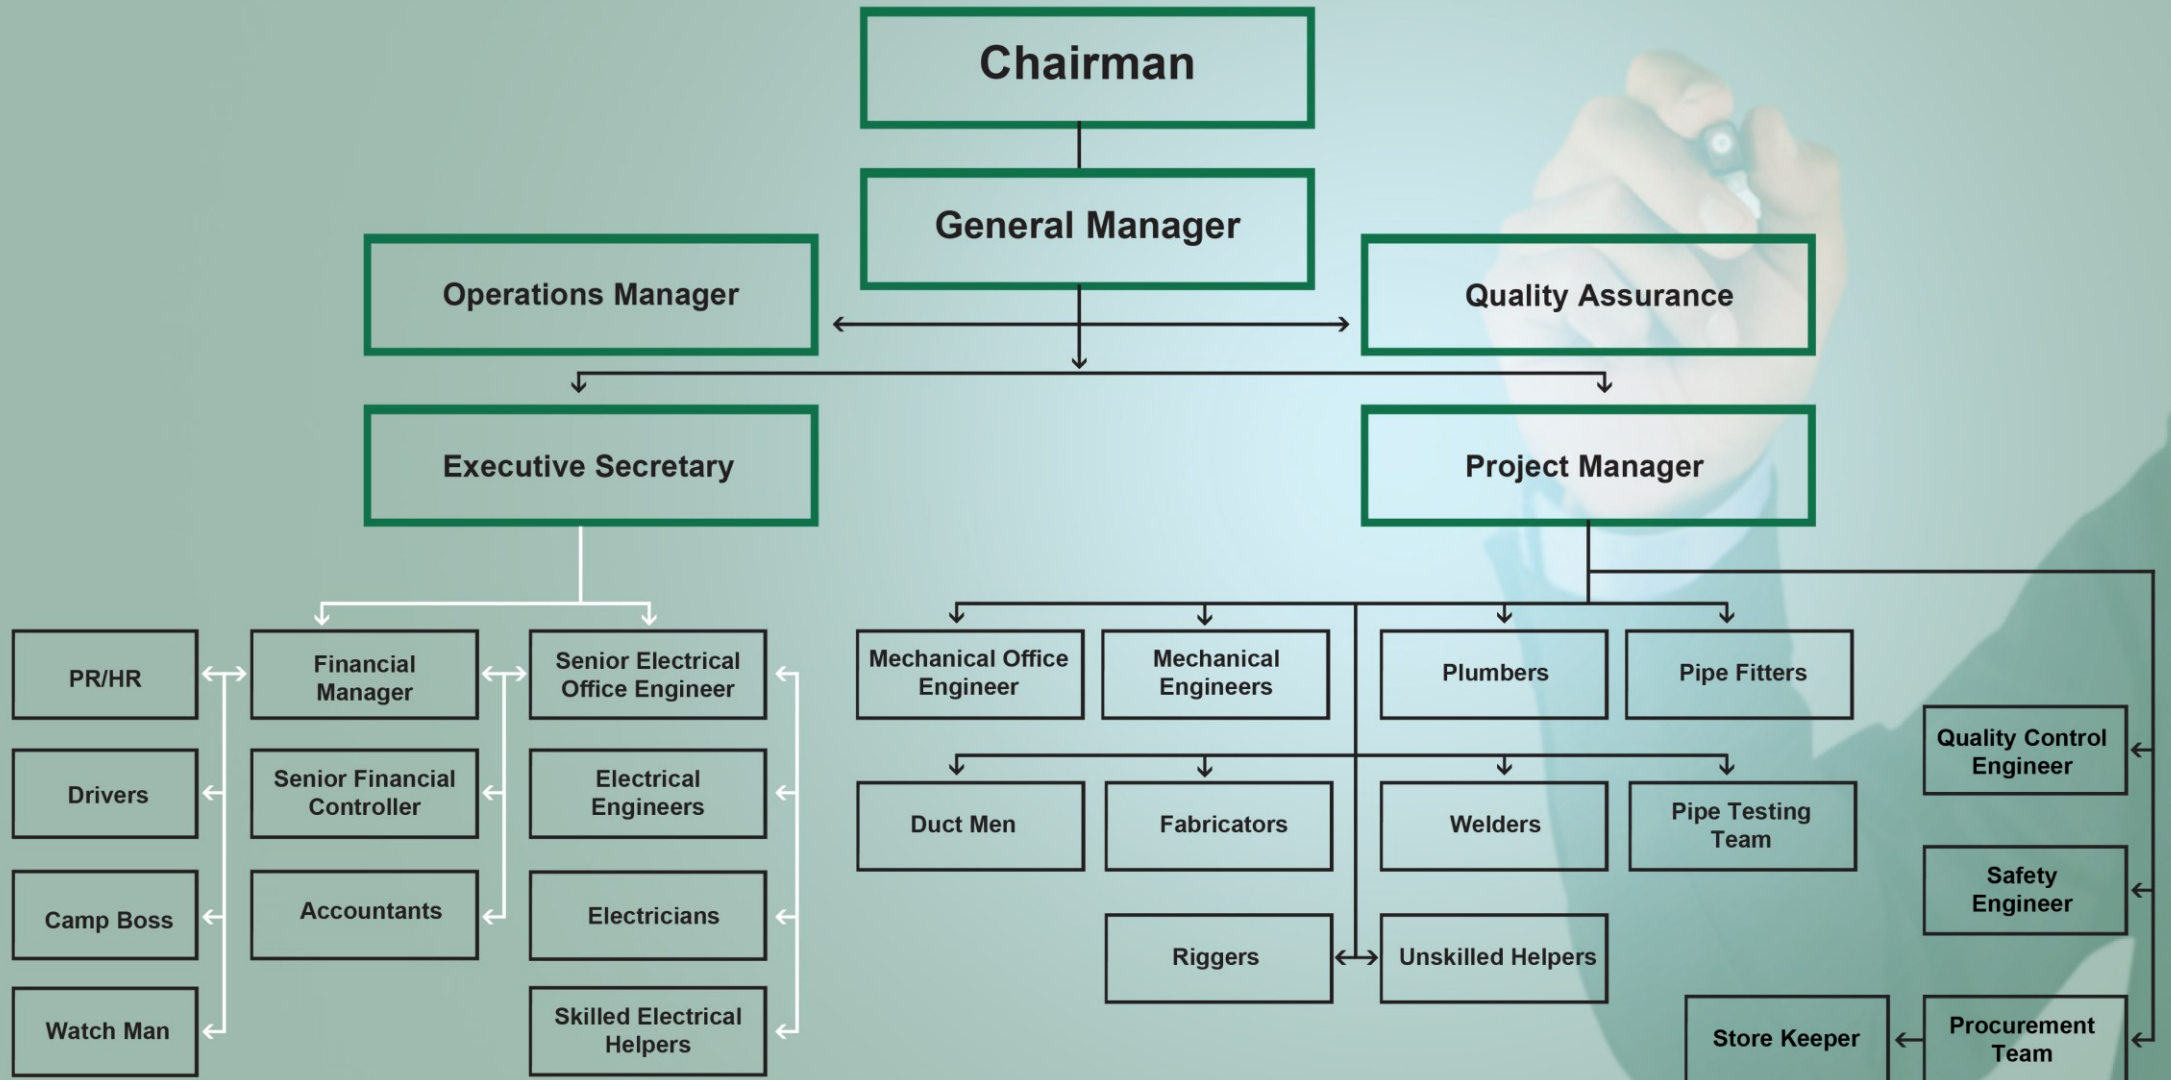 Chairman
General Manager
Operations Manager
Quality Assurance
Executive Secretary
Project Manager
PR/HR
Financial
Manager
Senior Electrical
Office Engineer
Mechanical Office
Engineer
Mechanical
Engineers
Plumbers
Pipe Fitters
Quality Control
Engineer
Drivers
Senior Financial
Controller
Electrical
Engineers
Duct Men
Fabricators
Welders
Pipe Testing
Team
Safety
Engineer
Camp Boss
Accountants
Electricians
Riggers
Unskilled Helpers
Watch Man
Skilled Electrical
Helpers
Store Keeper
Procurement
Team